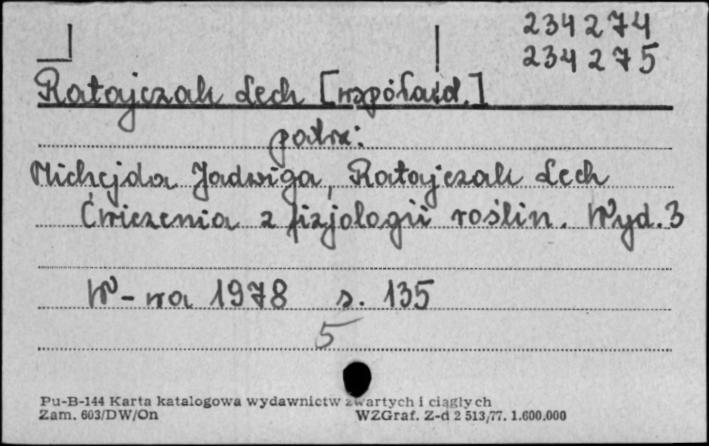 234274
234275
Ratajczak Lech [współaut.]
patrz:
Michejda Jadwiga, Ratajczak Lech
Ćwiczenia z fizjologii roślin. Wyd. 3
W-wa 1978 s. 135
5
Pu-B-144 Karta katalogowa wydawnictw zwartych i ciągłych
Zam. 603/DW/On WZGraf. Z-d 2 513/77. 1.600.000